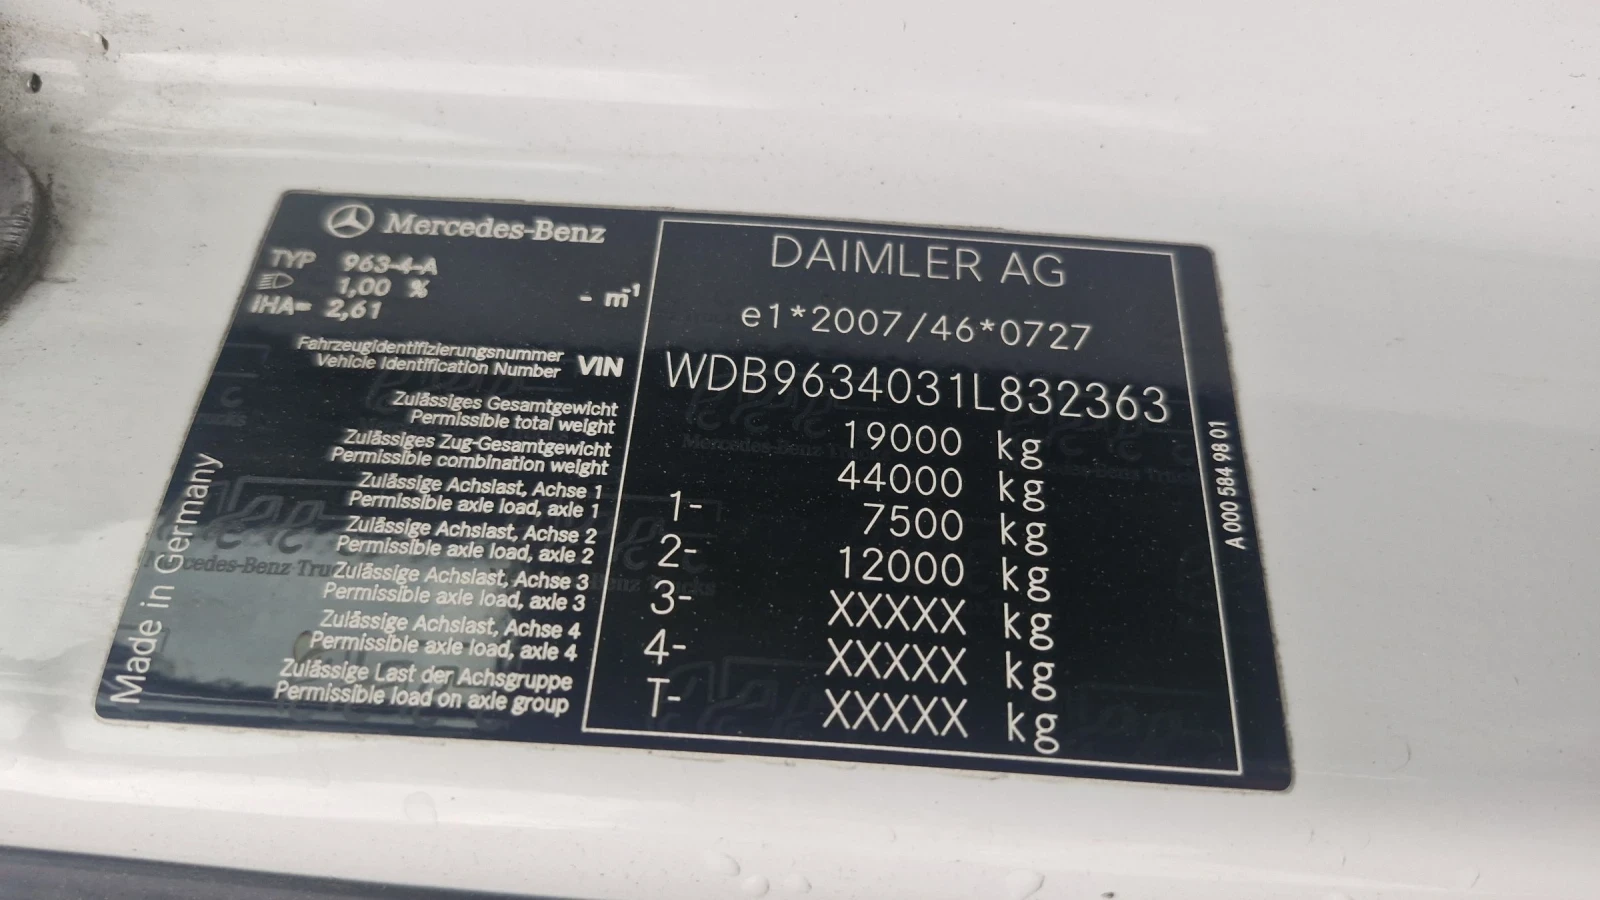 Mercedes-Benz
TYP 963-4-A
1,00 % - m-1
iHA= 2,61
DAIMLER AG
e1*2007/46*0727
Fahrzeugidentifizierungsnummer
Vehicle Identification Number VIN
WDB9634031L832363
Zulässiges Gesamtgewicht
Permissible total weight
19000 kg
Zulässiges Zug-Gesamtgewicht
Permissible combination weight
44000 kg
Zulässige Achslast, Achse 1
Permissible axle load, axle 1
1- 7500 kg
Zulässige Achslast, Achse 2
Permissible axle load, axle 2
2- 12000 kg
Zulässige Achslast, Achse 3
Permissible axle load, axle 3
3- XXXXX kg
Zulässige Achslast, Achse 4
Permissible axle load, axle 4
4- XXXXX kg
Zulässige Last der Achsgruppe
Permissible load on axle group
T- XXXXX kg
Made in Germany
A 000 584 98 01